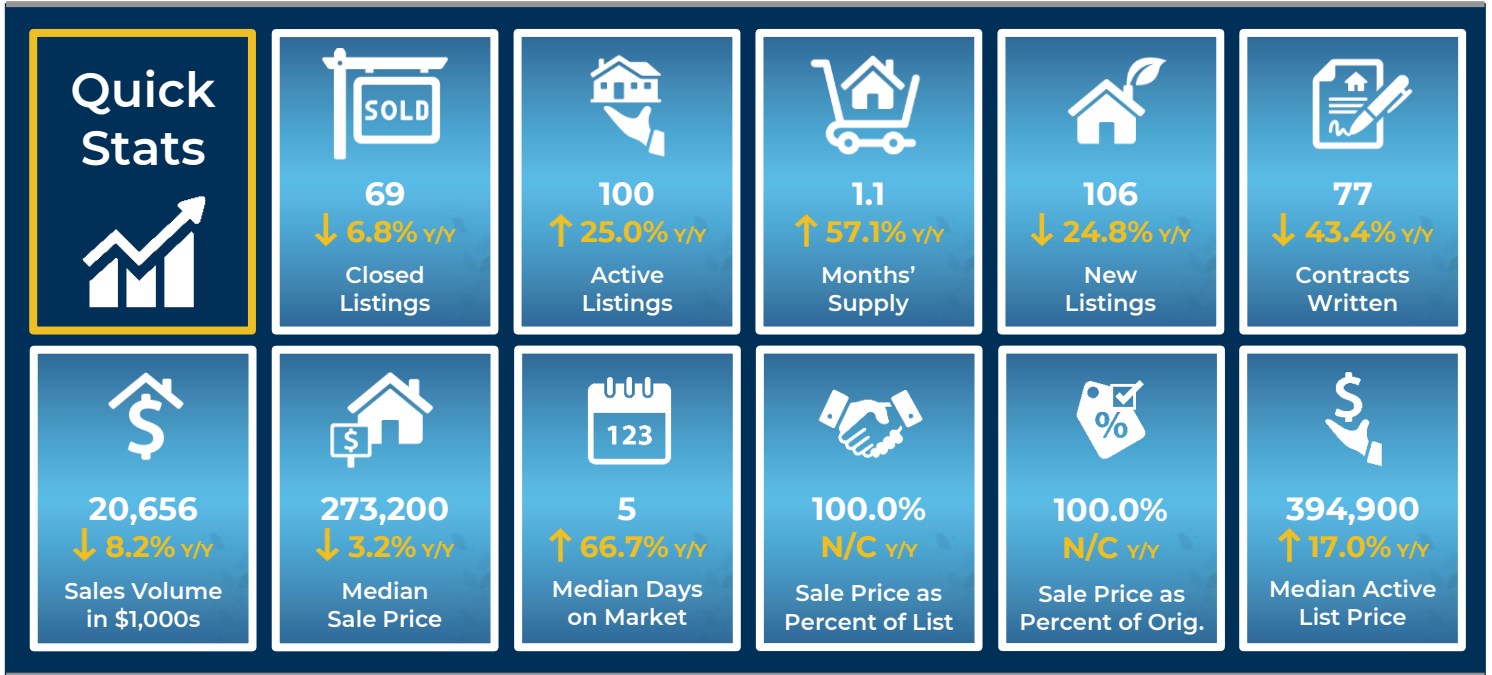 Quick
Stats
SOLD
69
↓ 6.8% Y/Y
Closed
Listings
100
↑ 25.0% Y/Y
Active
Listings
1.1
↑ 57.1% Y/Y
Months’
Supply
106
↓ 24.8% Y/Y
New
Listings
77
↓ 43.4% Y/Y
Contracts
Written
$
20,656
↓ 8.2% Y/Y
Sales Volume
in $1,000s
$
273,200
↓ 3.2% Y/Y
Median
Sale Price
123
5
↑ 66.7% Y/Y
Median Days
on Market
100.0%
N/C Y/Y
Sale Price as
Percent of List
%
100.0%
N/C Y/Y
Sale Price as
Percent of Orig.
$
394,900
↑ 17.0% Y/Y
Median Active
List Price